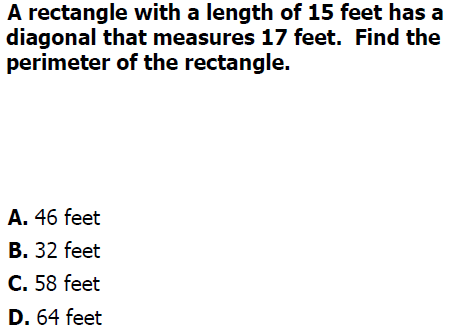 A rectangle with a length of 15 feet has a
diagonal that measures 17 feet.  Find the
perimeter of the rectangle.
A. 46 feet
B. 32 feet
C. 58 feet
D. 64 feet